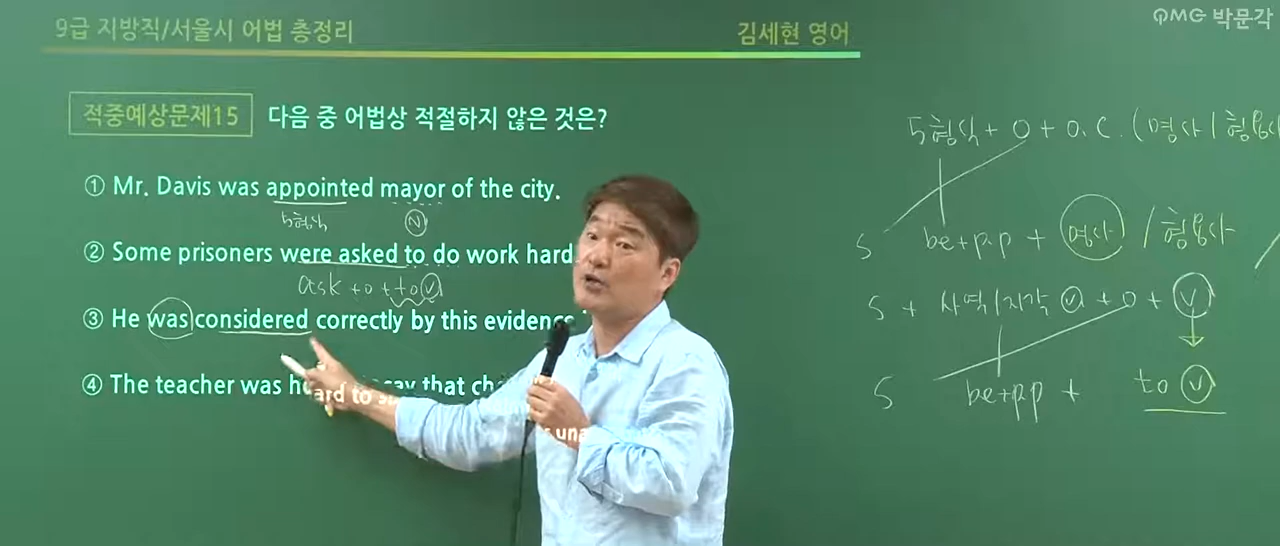 QMG 박문각
9급 지방직/서울시 어법 총정리
김세현 영어
적중예상문제15 다음 중 어법상 적절하지 않은 것은?
① Mr. Davis was appointed mayor of the city.
5형식 N
② Some prisoners were asked to do work hard
ask + o + to ⓥ
③ He was considered correctly by this evidence
④ The teacher was heard to say that
5형식 + O + O.C. (명사 / 형용사
S be+p.p + 명사 / 형용사
S + 사역/지각 ⓥ + o + ⓥ
S be+p.p + to ⓥ